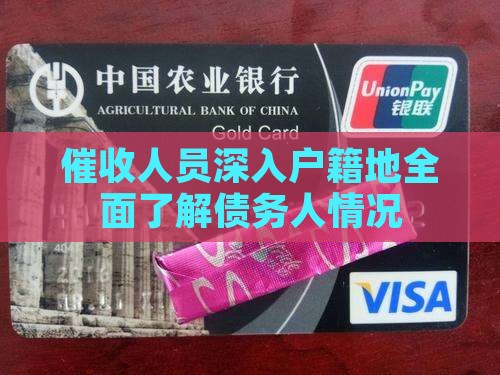 中国农业银行
AGRICULTURAL BANK OF CHINA
Gold Card
UnionPay
银联
催收人员深入户籍地全
面了解债务人情况
VISA